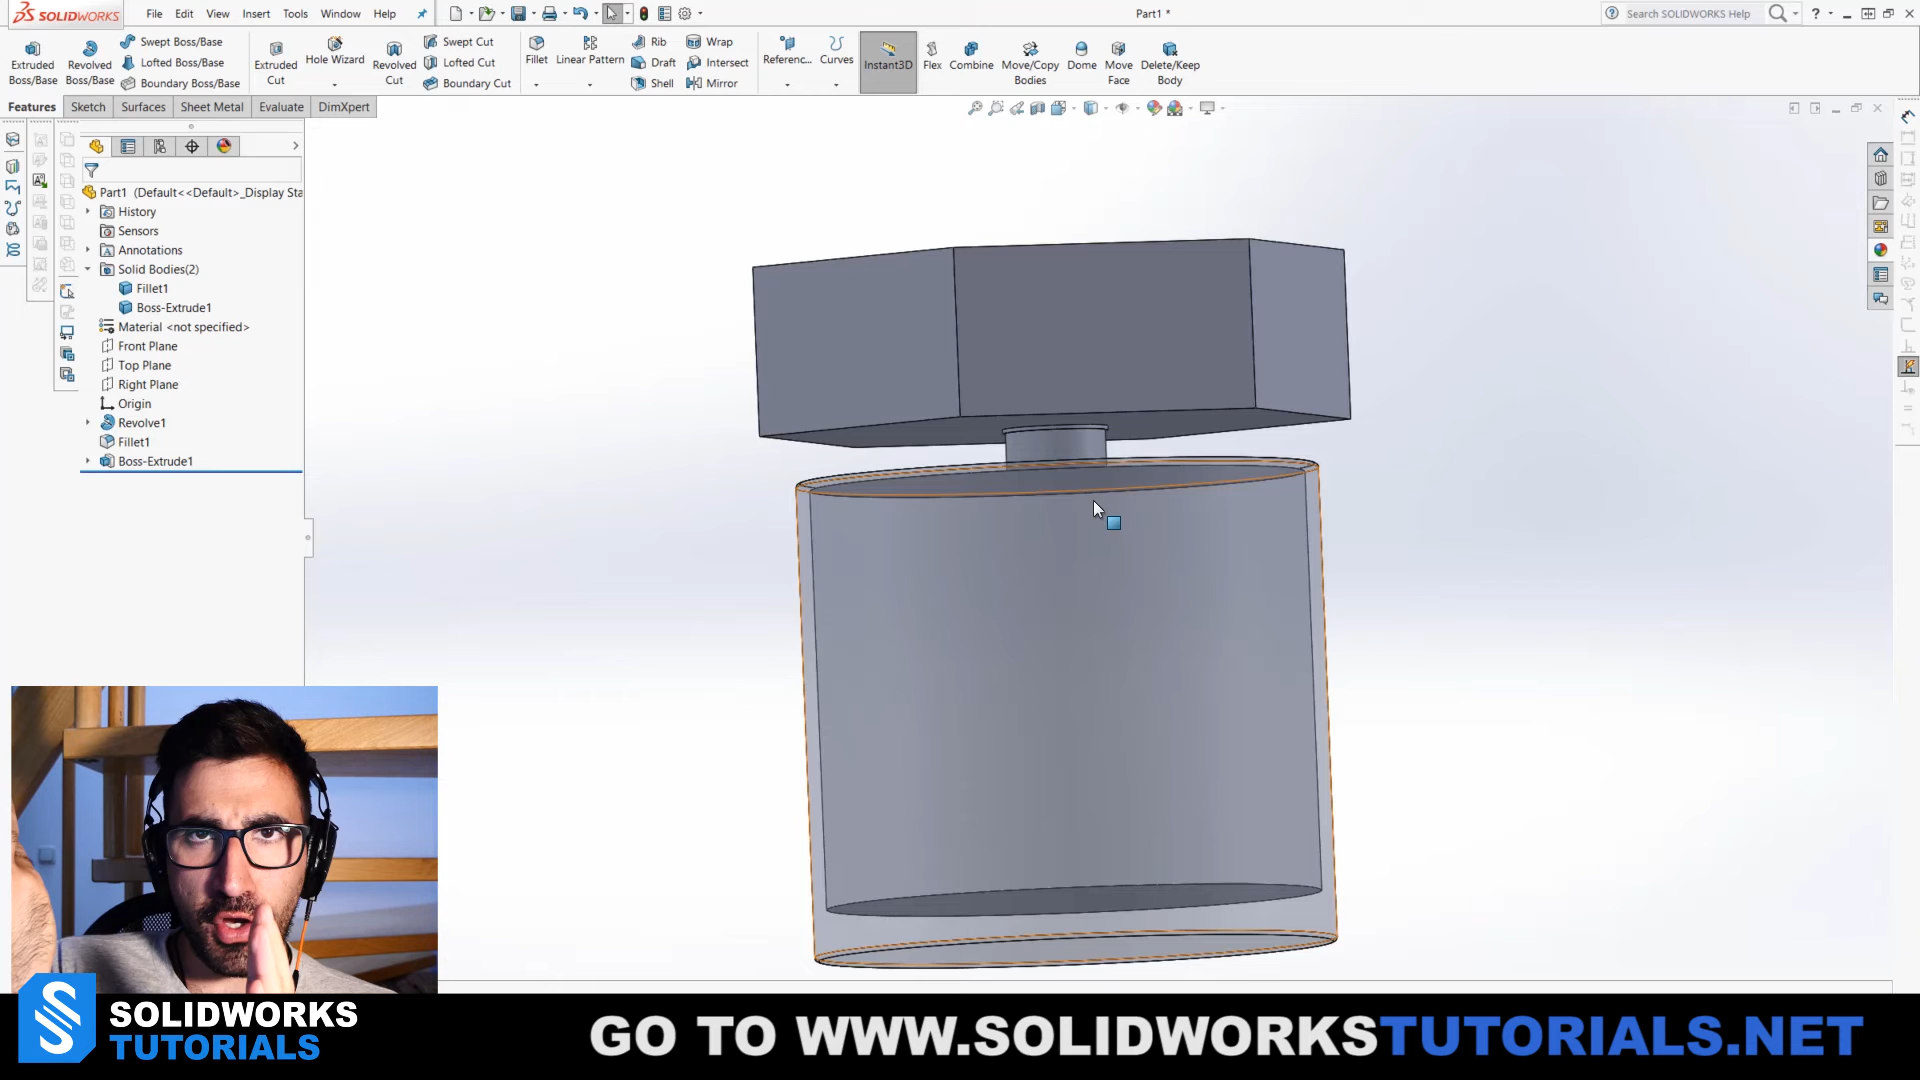 SOLIDWORKS
File Edit View Insert Tools Window Help
Part1 *
Search SOLIDWORKS Help
Extruded Boss/Base
Revolved Boss/Base
Swept Boss/Base
Lofted Boss/Base
Boundary Boss/Base
Extruded Cut
Hole Wizard
Revolved Cut
Swept Cut
Lofted Cut
Boundary Cut
Fillet
Linear Pattern
Rib
Draft
Shell
Wrap
Intersect
Mirror
Referenc...
Curves
Instant3D
Flex
Combine
Move/Copy Bodies
Dome
Move Face
Delete/Keep Body
Features Sketch Surfaces Sheet Metal Evaluate DimXpert
Part1 (Default<<Default>_Display Sta
History
Sensors
Annotations
Solid Bodies(2)
Fillet1
Boss-Extrude1
Material <not specified>
Front Plane
Top Plane
Right Plane
Origin
Revolve1
Fillet1
Boss-Extrude1
SOLIDWORKS
TUTORIALS
GO TO WWW.SOLIDWORKSTUTORIALS.NET